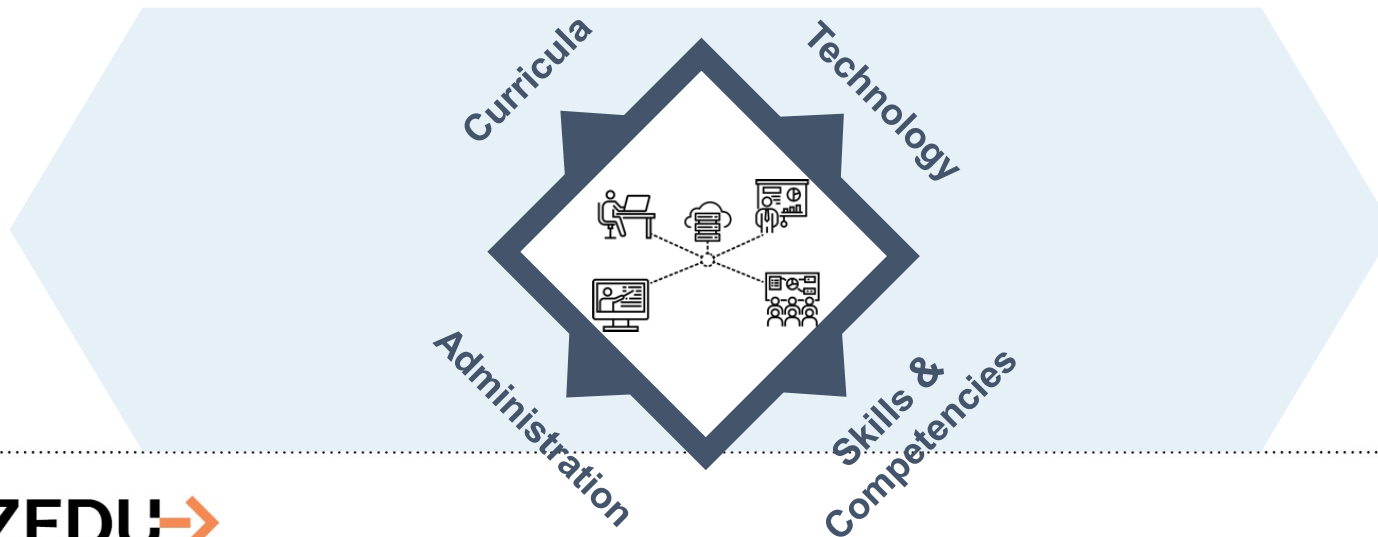 Curricula
Technology
Administration
Skills &
Competencies
ZEDU